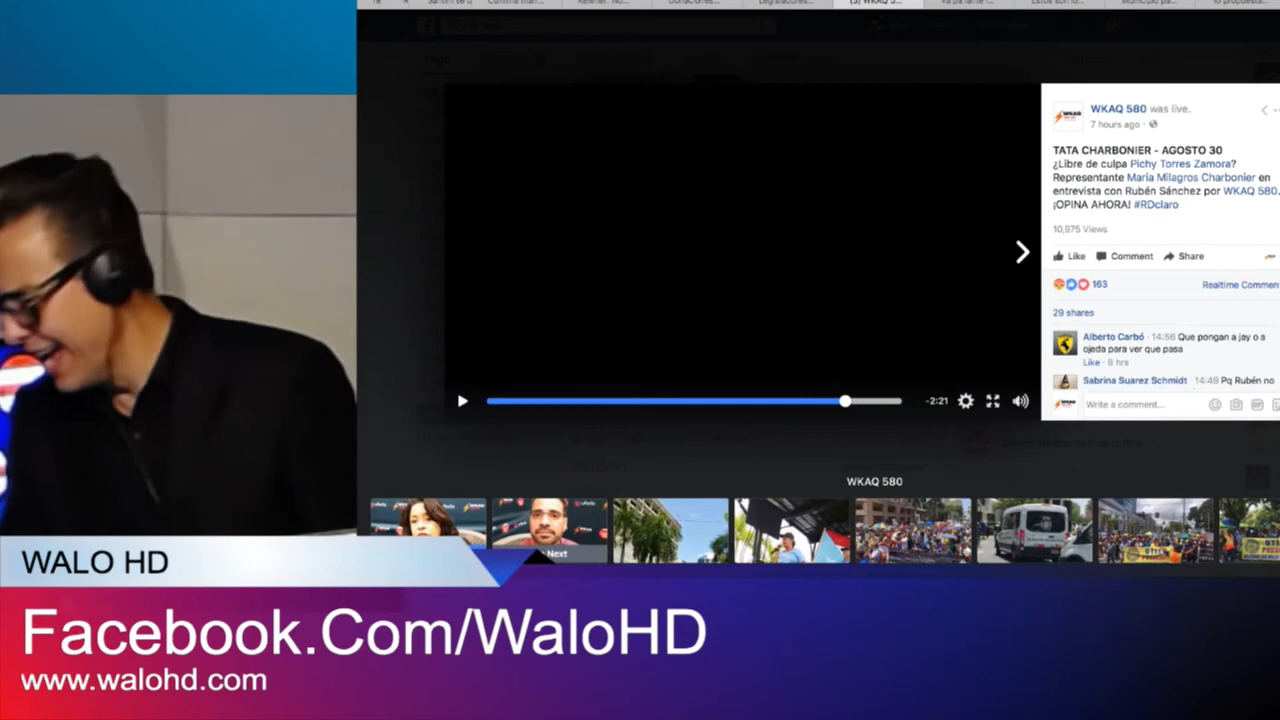 WKAQ 580 was live.
7 hours ago
TATA CHARBONIER - AGOSTO 30
¿Libre de culpa Pichy Torres Zamora?
Representante Maria Milagros Charbonier en
entrevista con Rubén Sánchez por WKAQ 580.
¡OPINA AHORA! #RDclaro
10,975 Views
Like Comment Share
163
Realtime Commen
29 shares
Alberto Carbó · 14:56 Que pongan a jay o a
ojeda para ver que pasa
Like · 8 hrs
Sabrina Suarez Schmidt · 14:49 Pq Rubén no
Write a comment...
-2:21
WKAQ 580
Next
WALO HD
Facebook.Com/WaloHD
www.walohd.com